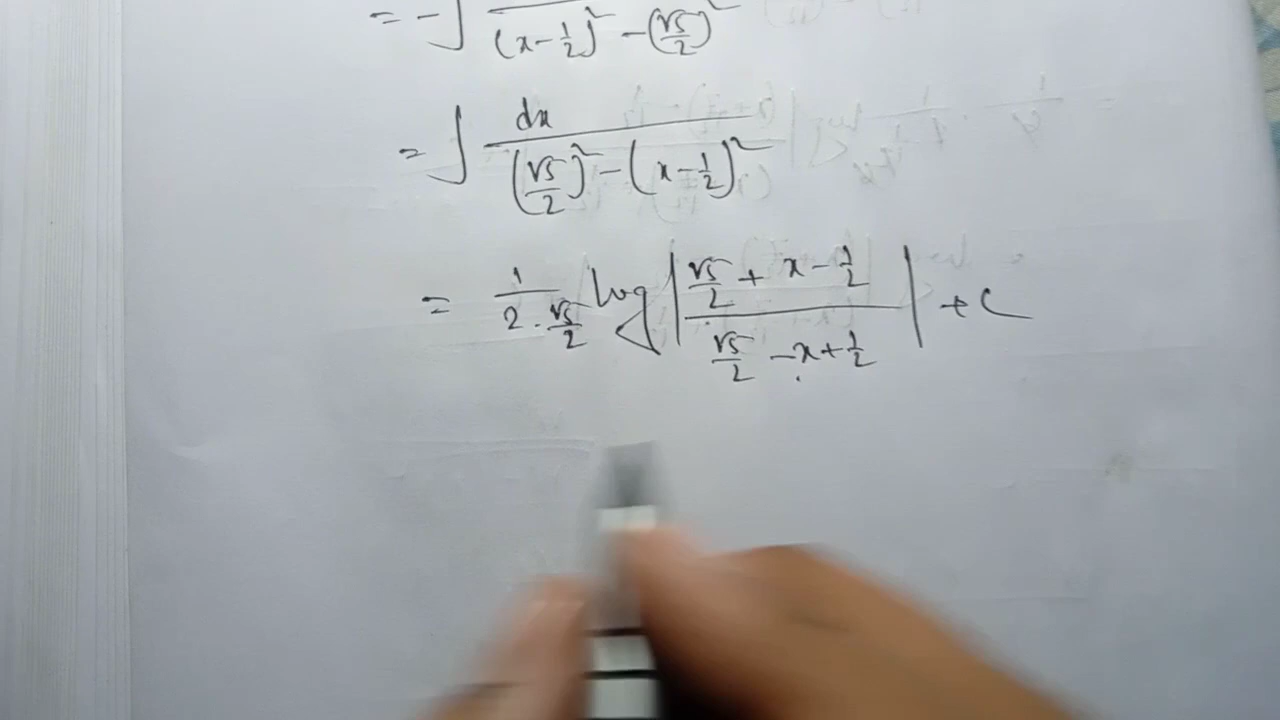 = -∫ / (x-1/2)² - (√5/2)²
= ∫ dx / (√5/2)² - (x-1/2)²
= 1 / 2·√5/2 log | √5/2 + x - 1/2 / √5/2 - x + 1/2 | + C